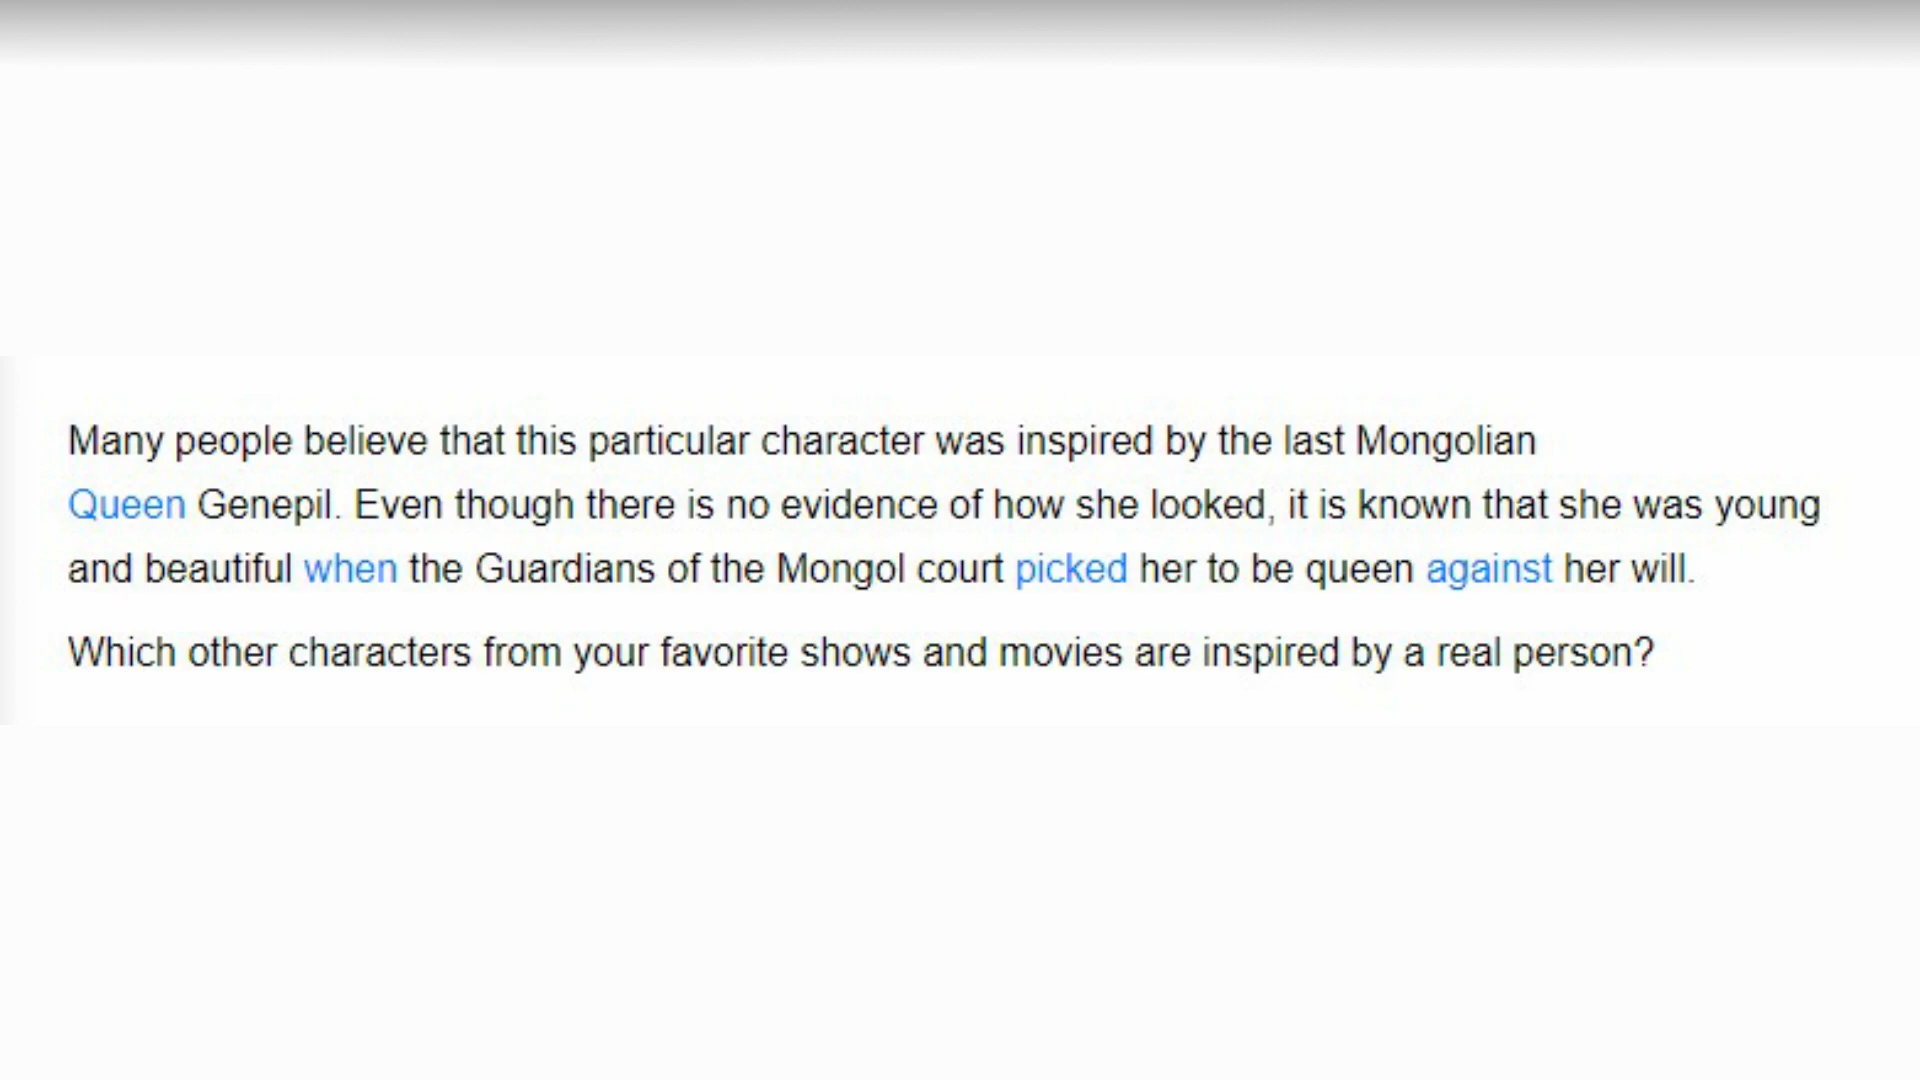 Many people believe that this particular character was inspired by the last Mongolian
Queen Genepil. Even though there is no evidence of how she looked, it is known that she was young
and beautiful when the Guardians of the Mongol court picked her to be queen against her will.
Which other characters from your favorite shows and movies are inspired by a real person?